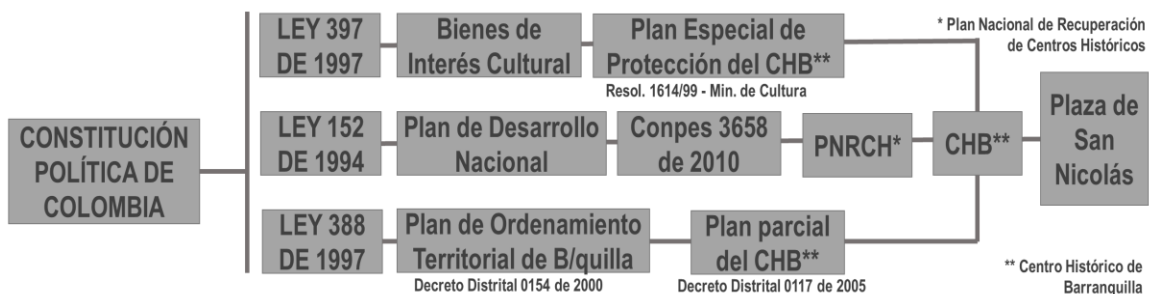 CONSTITUCIÓN
POLÍTICA DE
COLOMBIA
LEY 397
DE 1997
Bienes de
Interés Cultural
Plan Especial de
Protección del CHB**
Resol. 1614/99 - Min. de Cultura
LEY 152
DE 1994
Plan de Desarrollo
Nacional
Conpes 3658
de 2010
PNRCH*
CHB**
Plaza de
San
Nicolás
LEY 388
DE 1997
Plan de Ordenamiento
Territorial de B/quilla
Decreto Distrital 0154 de 2000
Plan parcial
del CHB**
Decreto Distrital 0117 de 2005
* Plan Nacional de Recuperación
de Centros Históricos
** Centro Histórico de
Barranquilla